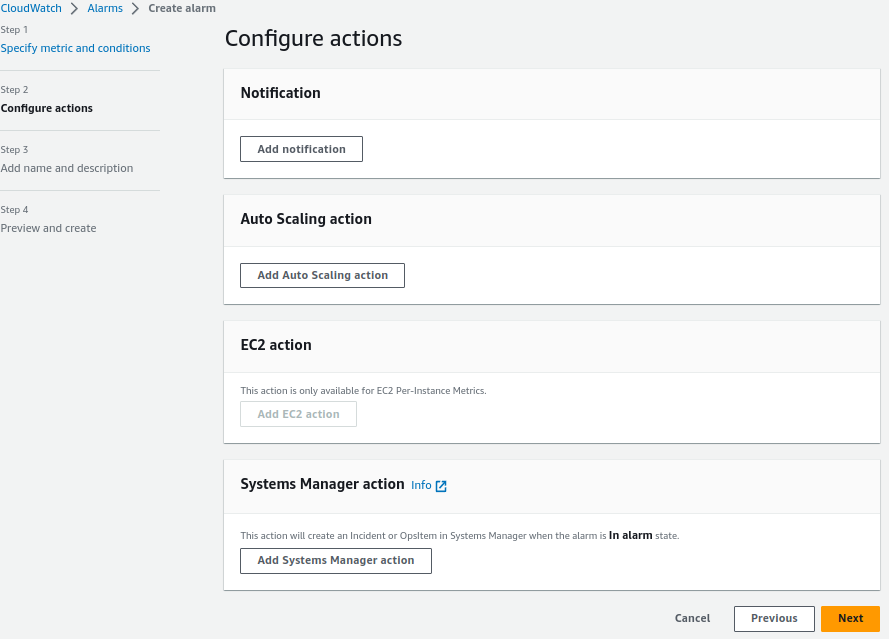 CloudWatch > Alarms > Create alarm
Step 1
Specify metric and conditions
Step 2
Configure actions
Step 3
Add name and description
Step 4
Preview and create
Configure actions
Notification
Add notification
Auto Scaling action
Add Auto Scaling action
EC2 action
This action is only available for EC2 Per-Instance Metrics.
Add EC2 action
Systems Manager action Info
This action will create an Incident or OpsItem in Systems Manager when the alarm is In alarm state.
Add Systems Manager action
Cancel Previous Next